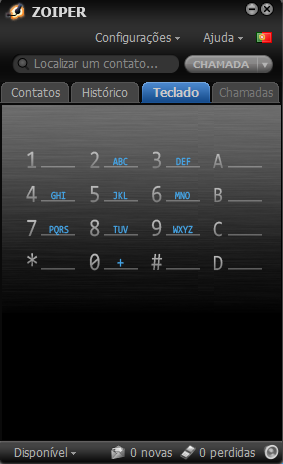 ZOIPER
Configurações Ajuda
Localizar um contato... CHAMADA
Contatos Histórico Teclado Chamadas
1 2 ABC 3 DEF A
4 GHI 5 JKL 6 MNO B
7 PQRS 8 TUV 9 WXYZ C
* 0 + # D
Disponível 0 novas 0 perdidas